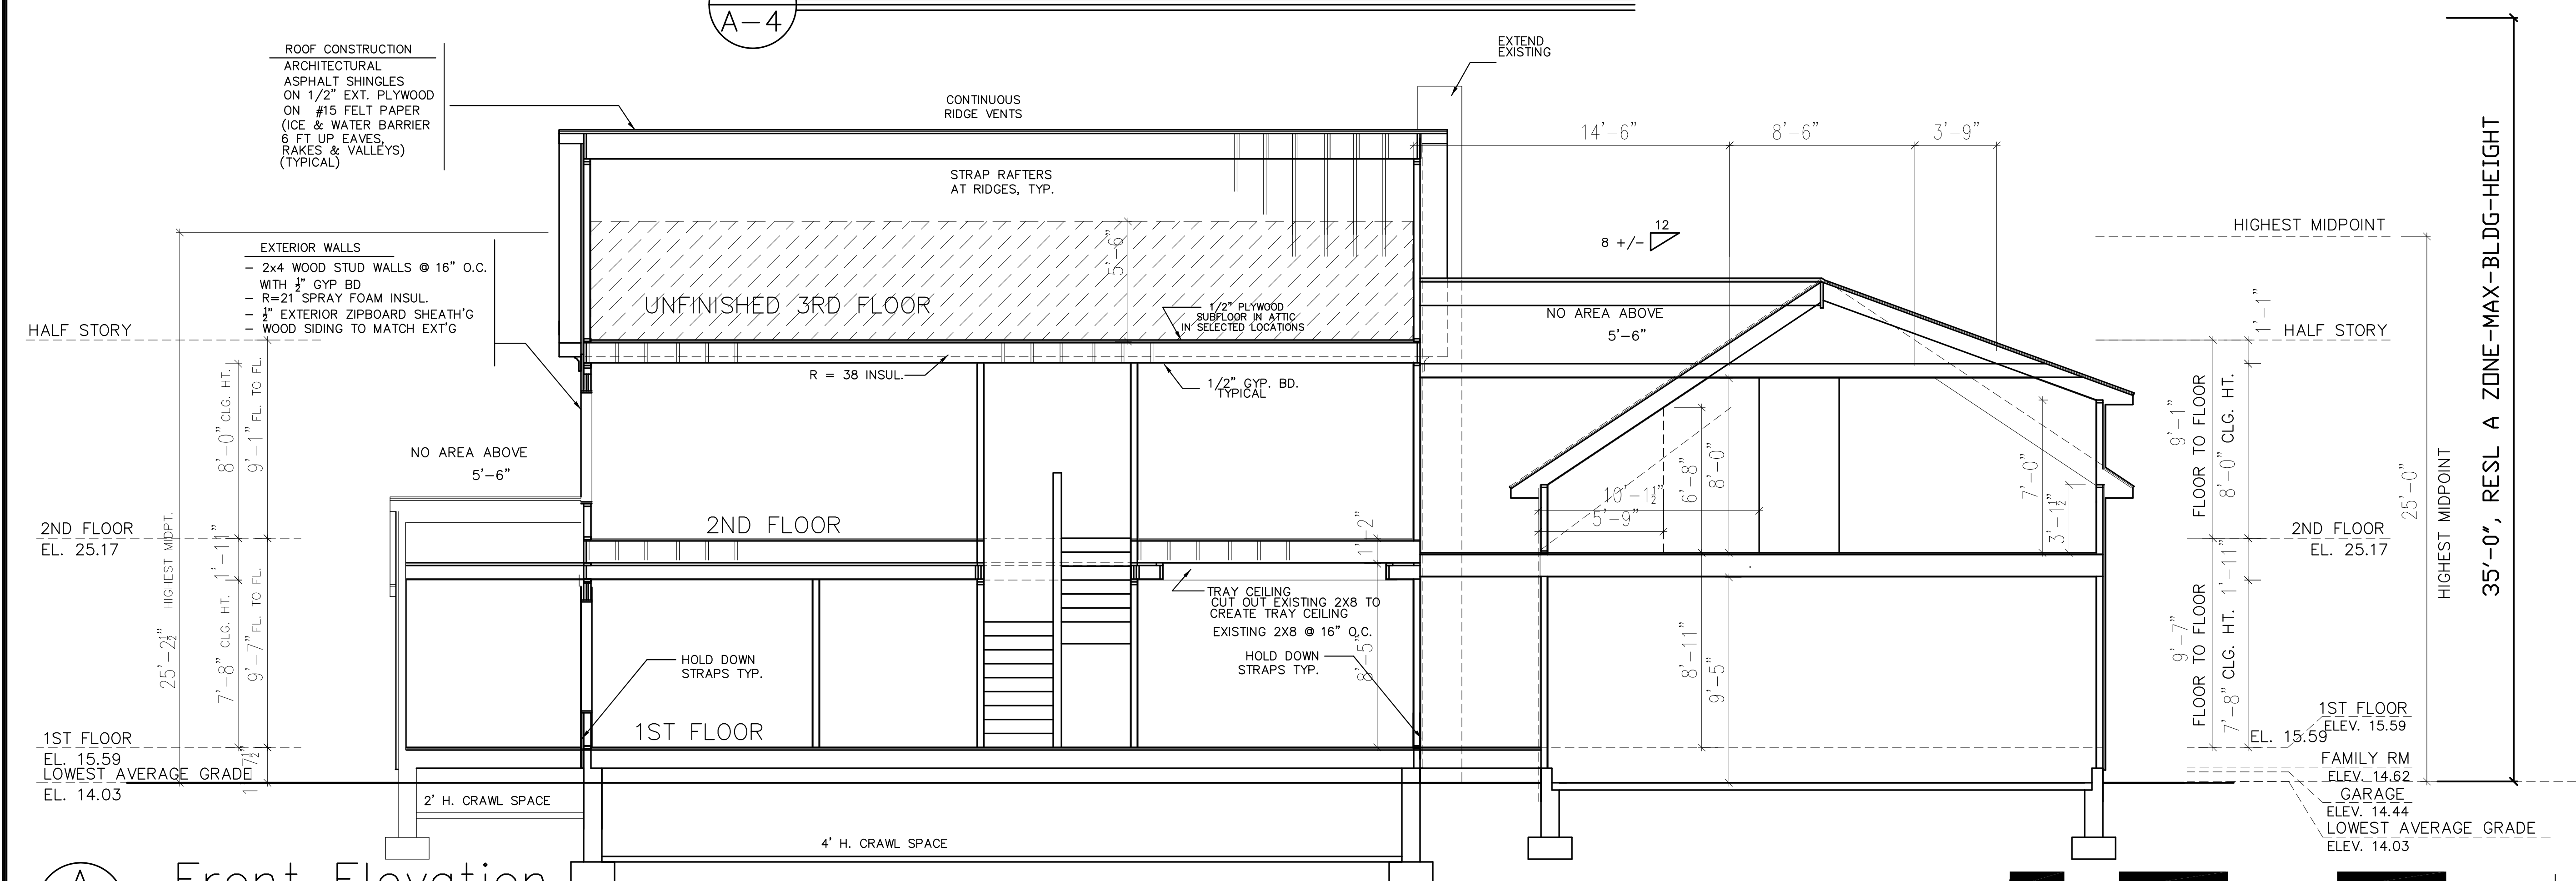 A-4
ROOF CONSTRUCTION
ARCHITECTURAL
ASPHALT SHINGLES
ON 1/2" EXT. PLYWOOD
ON #15 FELT PAPER
(ICE & WATER BARRIER
6 FT UP EAVES,
RAKES & VALLEYS)
(TYPICAL)
CONTINUOUS
RIDGE VENTS
EXTEND
EXISTING
14'-6"
8'-6"
3'-9"
STRAP RAFTERS
AT RIDGES, TYP.
12
8 +/-
EXTERIOR WALLS
- 2x4 WOOD STUD WALLS @ 16" O.C.
WITH ½" GYP BD
- R=21 SPRAY FOAM INSUL.
- ½" EXTERIOR ZIPBOARD SHEATH'G
- WOOD SIDING TO MATCH EXT'G
5'-6"
UNFINISHED 3RD FLOOR
1/2" PLYWOOD
SUBFLOOR IN ATTIC
IN SELECTED LOCATIONS
NO AREA ABOVE
5'-6"
R = 38 INSUL.
1/2" GYP. BD.
TYPICAL
HALF STORY
8'-0" CLG. HT.
9'-1" FL. TO FL.
NO AREA ABOVE
5'-6"
2ND FLOOR
EL. 25.17
25'-2½" HIGHEST MIDPT.
1'-11"
7'-8" CLG. HT.
9'-7" FL. TO FL.
1ST FLOOR
EL. 15.59
LOWEST AVERAGE GRADE
EL. 14.03
1'-7½"
2ND FLOOR
1'-2"
TRAY CEILING
CUT OUT EXISTING 2X8 TO
CREATE TRAY CEILING
EXISTING 2X8 @ 16" O.C.
8'-5"
HOLD DOWN
STRAPS TYP.
HOLD DOWN
STRAPS TYP.
1ST FLOOR
2' H. CRAWL SPACE
4' H. CRAWL SPACE
10'-1½"
5'-9"
6'-8"
8'-0"
7'-0"
3'-1½"
8'-11"
9'-5"
HIGHEST MIDPOINT
1'-1"
HALF STORY
9'-1"
FLOOR TO FLOOR
8'-0" CLG. HT.
2ND FLOOR
EL. 25.17
1'-11"
9'-7"
FLOOR TO FLOOR
7'-8" CLG. HT.
25'-0"
HIGHEST MIDPOINT
35'-0", RESL A ZONE-MAX-BLDG-HEIGHT
1ST FLOOR
ELEV. 15.59
EL. 15.59
FAMILY RM
ELEV. 14.62
GARAGE
ELEV. 14.44
LOWEST AVERAGE GRADE
ELEV. 14.03
A
Front Elevation